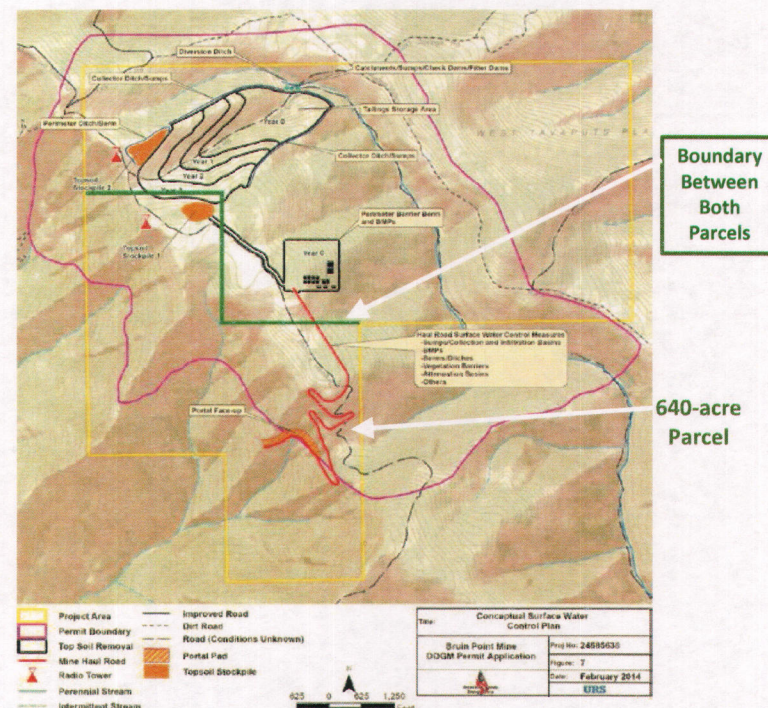 Diversion Ditch
Catchments/Sumps/Check Dams/Filter Dams
Collector Ditch/Sumps
Tailings Storage Area
Perimeter Ditch/Berm
Year 0
WEST TAVAPUTS PLA
Collector Ditch/Sumps
Year 1
Year 2
Topsoil
Stockpile 2
Boundary
Between
Both
Parcels
Perimeter Barrier Berm
and BMPs
Topsoil
Stockpile 1
Year 0
Haul Road Surface Water Control Measures
-Sumps/Collection and Infiltration Basins
-BMPs
-Berms/Ditches
-Vegetation Barriers
-Attenuation Basins
-Others
Portal Face-up
640-acre
Parcel
Project Area
Permit Boundary
Top Soil Removal
Mine Haul Road
Radio Tower
Perennial Stream
Intermittent Stream
Improved Road
Dirt Road
Road (Conditions Unknown)
Portal Pad
Topsoil Stockpile
N
625 0 625 1,250
Feet
Title: Conceptual Surface Water
Control Plan
Bruin Point Mine
DOGM Permit Application
Proj No: 24585635
Figure: 7
Date: February 2014
URS